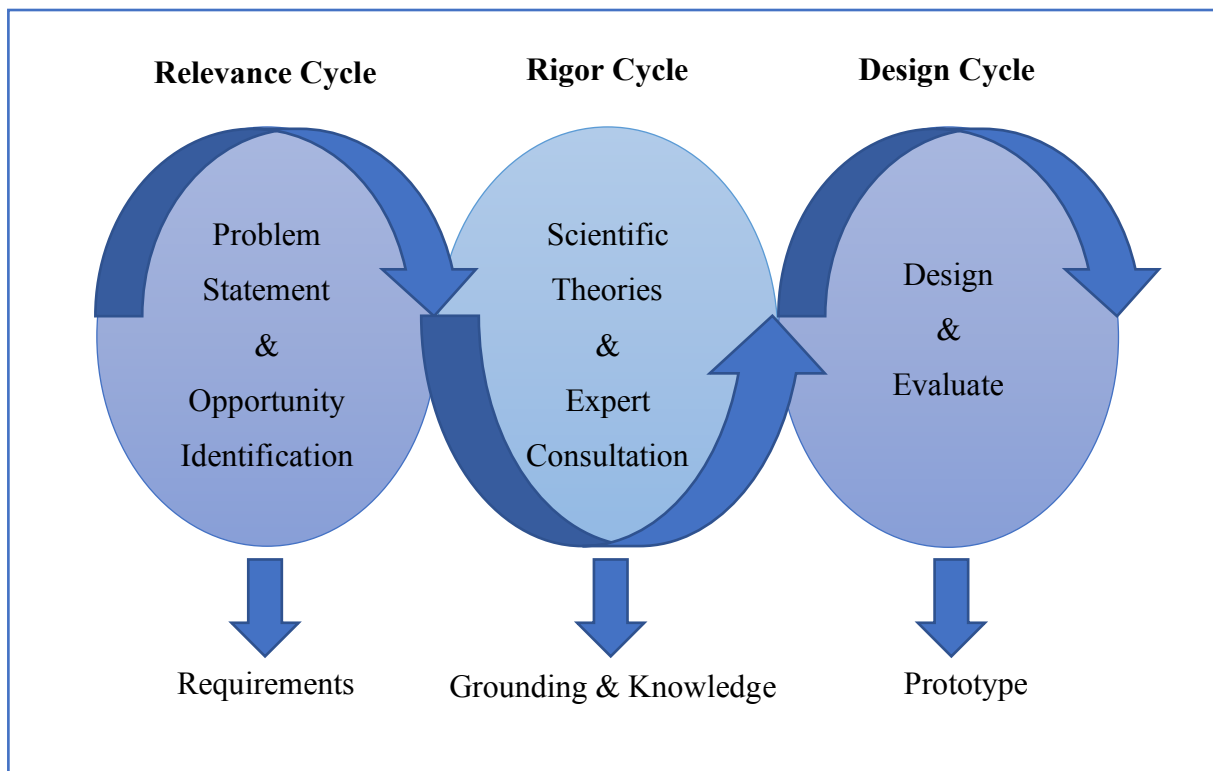 Relevance Cycle
Rigor Cycle
Design Cycle
Problem
Statement
&
Opportunity
Identification
Scientific
Theories
&
Expert
Consultation
Design
&
Evaluate
Requirements
Grounding & Knowledge
Prototype